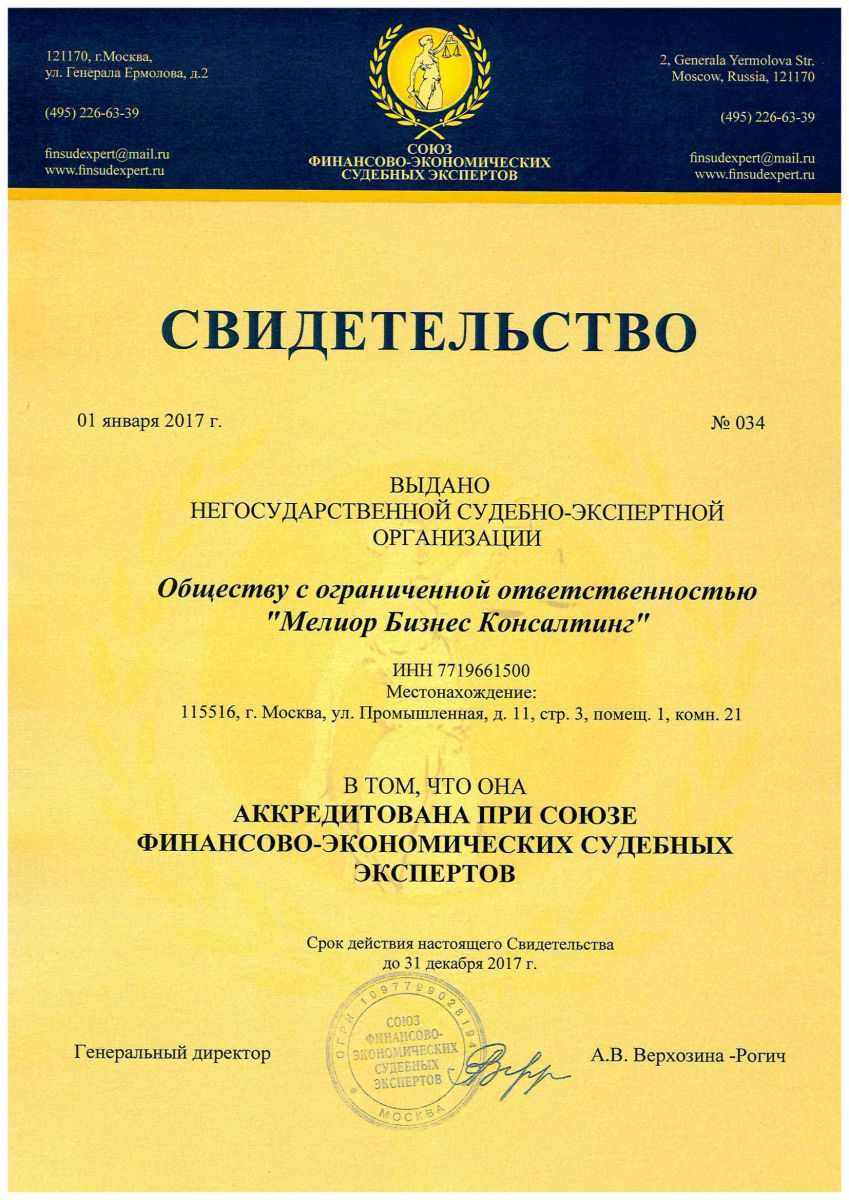 121170, г.Москва,
ул. Генерала Ермолова, д.2
(495) 226-63-39
finsudexpert@mail.ru
www.finsudexpert.ru
2, Generala Yermolova Str.
Moscow, Russia, 121170
(495) 226-63-39
finsudexpert@mail.ru
www.finsudexpert.ru
СОЮЗ
ФИНАНСОВО-ЭКОНОМИЧЕСКИХ
СУДЕБНЫХ ЭКСПЕРТОВ
СВИДЕТЕЛЬСТВО
01 января 2017 г.
№ 034
ВЫДАНО
НЕГОСУДАРСТВЕННОЙ СУДЕБНО-ЭКСПЕРТНОЙ
ОРГАНИЗАЦИИ
Обществу с ограниченной ответственностью
"Мелиор Бизнес Консалтинг"
ИНН 7719661500
Местонахождение:
115516, г. Москва, ул. Промышленная, д. 11, стр. 3, помещ. 1, комн. 21
В ТОМ, ЧТО ОНА
АККРЕДИТОВАНА ПРИ СОЮЗЕ
ФИНАНСОВО-ЭКОНОМИЧЕСКИХ СУДЕБНЫХ
ЭКСПЕРТОВ
Срок действия настоящего Свидетельства
до 31 декабря 2017 г.
Генеральный директор
А.В. Верхозина -Рогич
ОГРН 1097799028194
СОЮЗ
ФИНАНСОВО-
ЭКОНОМИЧЕСКИХ
СУДЕБНЫХ
ЭКСПЕРТОВ
* МОСКВА *